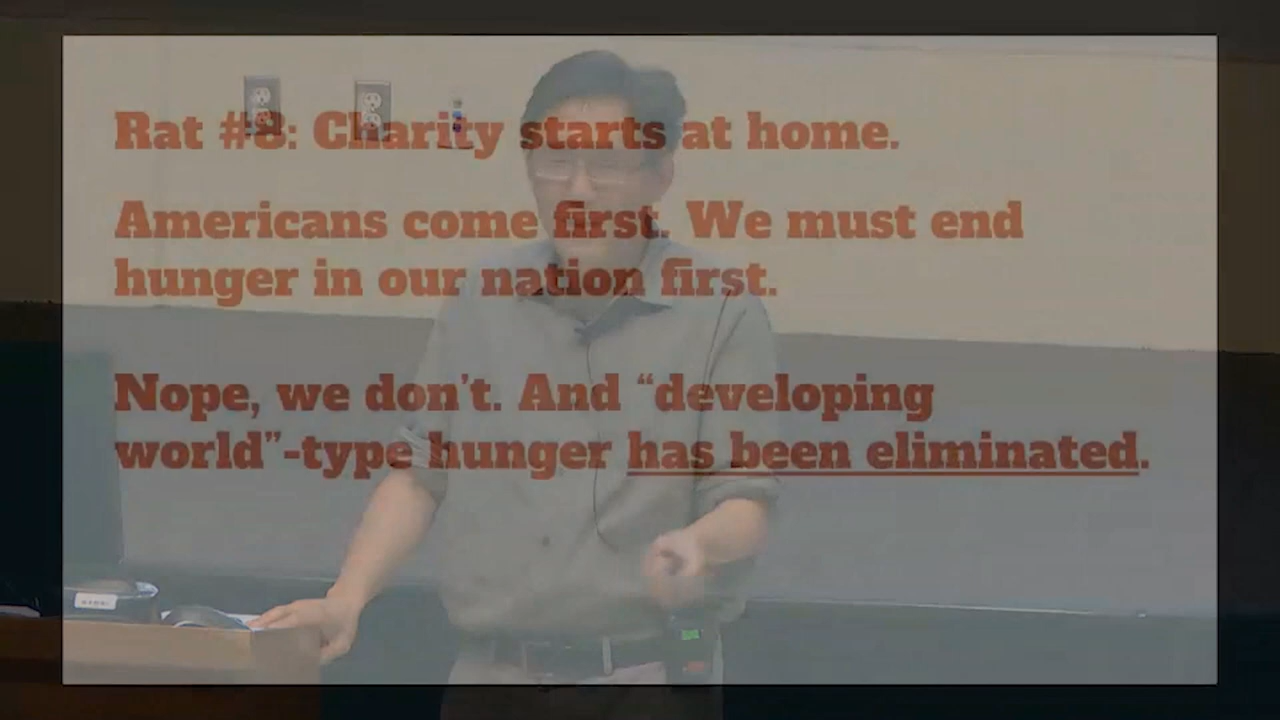 Rat #8: Charity starts at home.
Americans come first. We must end
hunger in our nation first.
Nope, we don’t. And “developing
world”-type hunger has been eliminated.